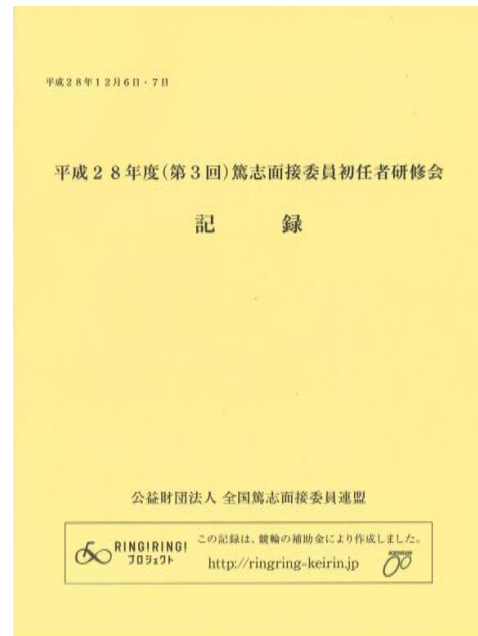 平成28年12月6日・7日
平成28年度(第3回)篤志面接委員初任者研修会
記 録
公益財団法人 全国篤志面接委員連盟
RING!RING!
プロジェクト
この記録は、競輪の補助金により作成しました。
http://ringring-keirin.jp
KEIRIN